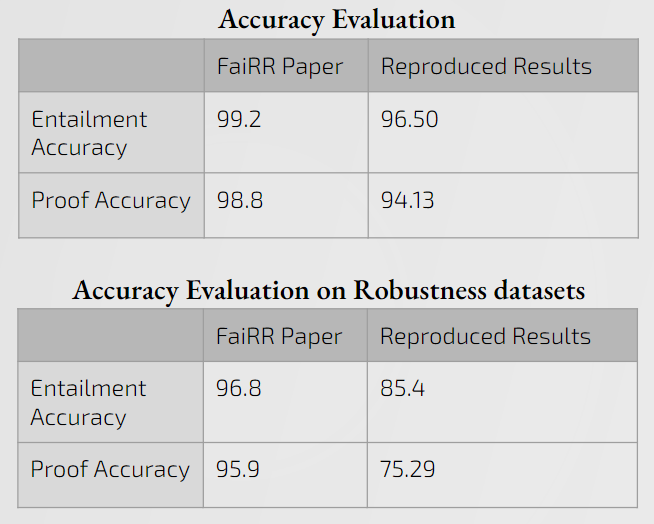 Accuracy Evaluation
FaiRR Paper Reproduced Results
Entailment 99.2 96.50
Accuracy
Proof Accuracy 98.8 94.13
Accuracy Evaluation on Robustness datasets
FaiRR Paper Reproduced Results
Entailment 96.8 85.4
Accuracy
Proof Accuracy 95.9 75.29